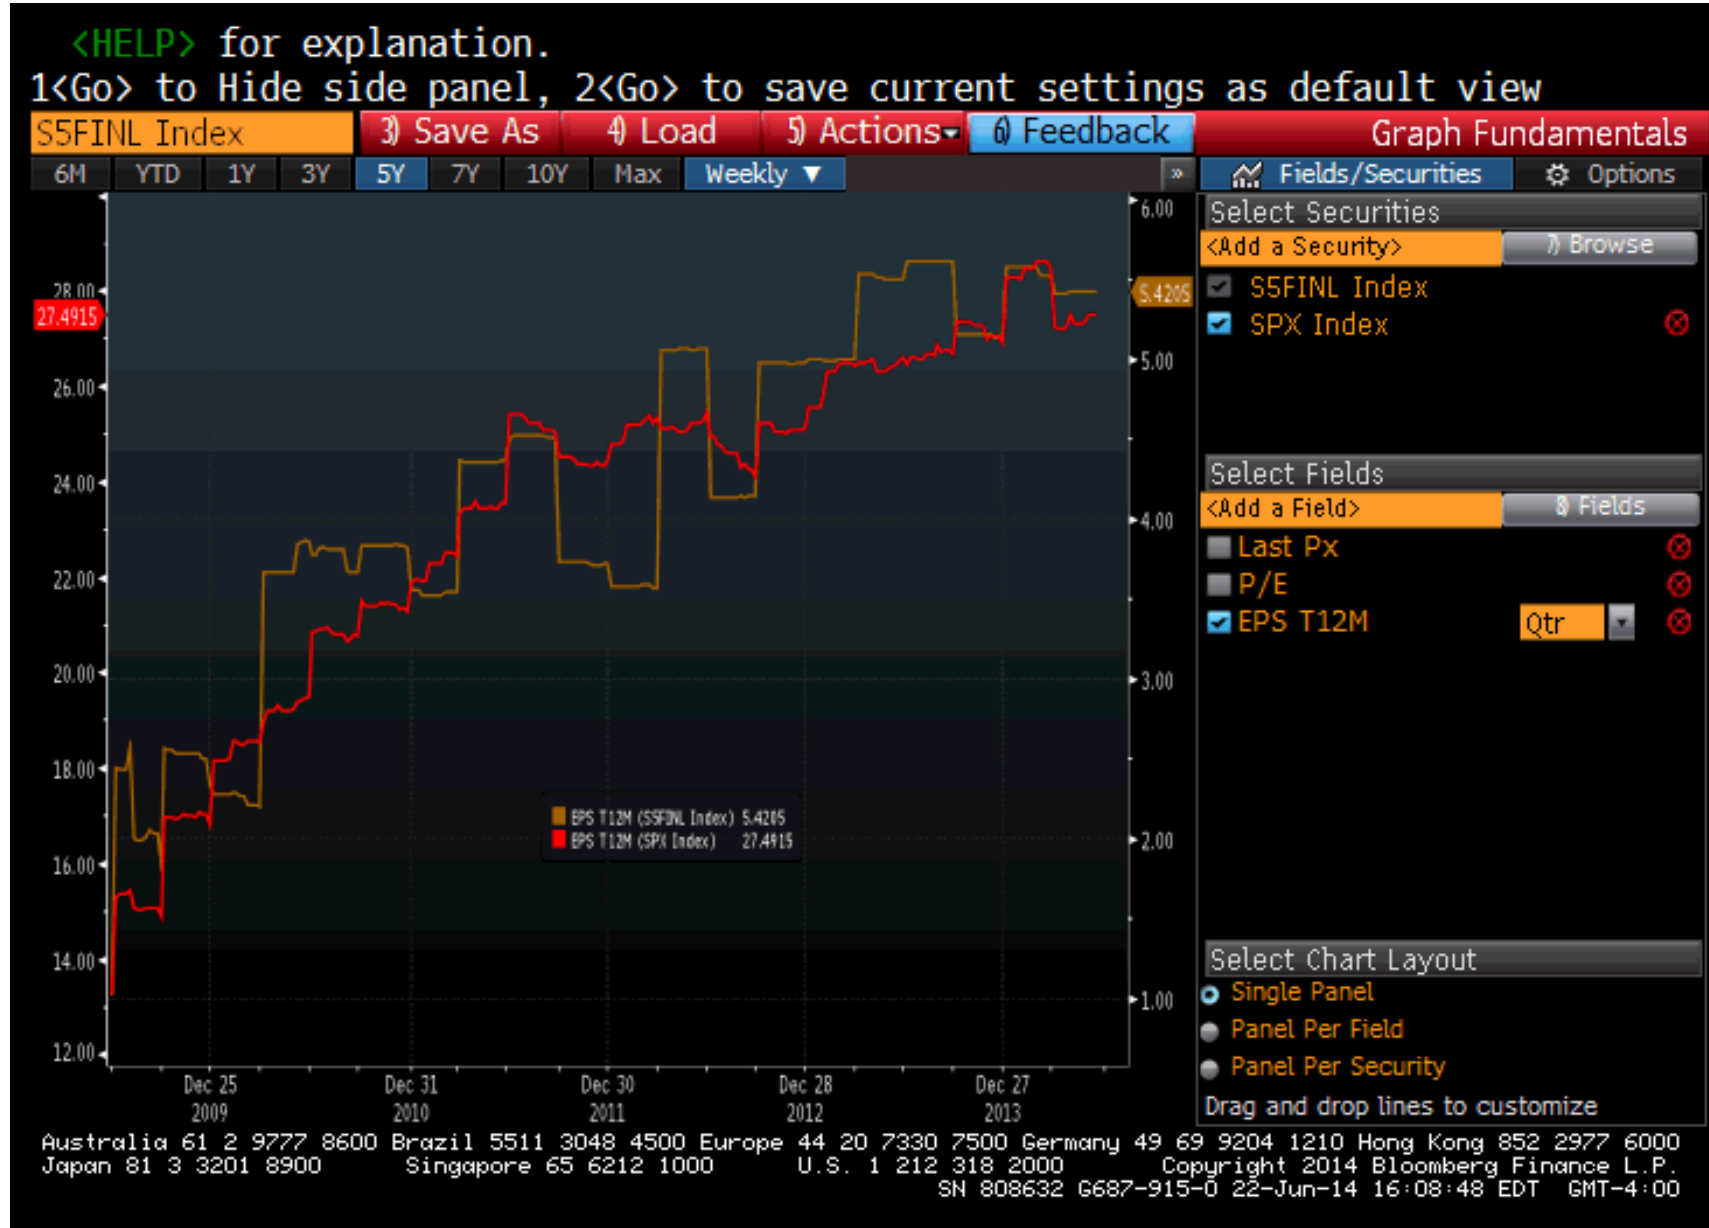 <HELP> for explanation.
1<Go> to Hide side panel, 2<Go> to save current settings as default view
S5FINL Index 3) Save As 4) Load 5) Actions 6) Feedback Graph Fundamentals
6M YTD 1Y 3Y 5Y 7Y 10Y Max Weekly ▼ » Fields/Securities Options
Select Securities
<Add a Security> 7) Browse
S5FINL Index
SPX Index
Select Fields
<Add a Field> 8) Fields
Last Px
P/E
EPS T12M Qtr
Select Chart Layout
Single Panel
Panel Per Field
Panel Per Security
Drag and drop lines to customize
28.00
27.4915
26.00
24.00
22.00
20.00
18.00
16.00
14.00
12.00
6.00
5.4205
5.00
4.00
3.00
2.00
1.00
EPS T12M (S5FINL Index) 5.4205
EPS T12M (SPX Index) 27.4915
Dec 25 Dec 31 Dec 30 Dec 28 Dec 27
2009 2010 2011 2012 2013
Australia 61 2 9777 8600 Brazil 5511 3048 4500 Europe 44 20 7330 7500 Germany 49 69 9204 1210 Hong Kong 852 2977 6000
Japan 81 3 3201 8900 Singapore 65 6212 1000 U.S. 1 212 318 2000 Copyright 2014 Bloomberg Finance L.P.
SN 808632 G687-915-0 22-Jun-14 16:08:48 EDT GMT-4:00